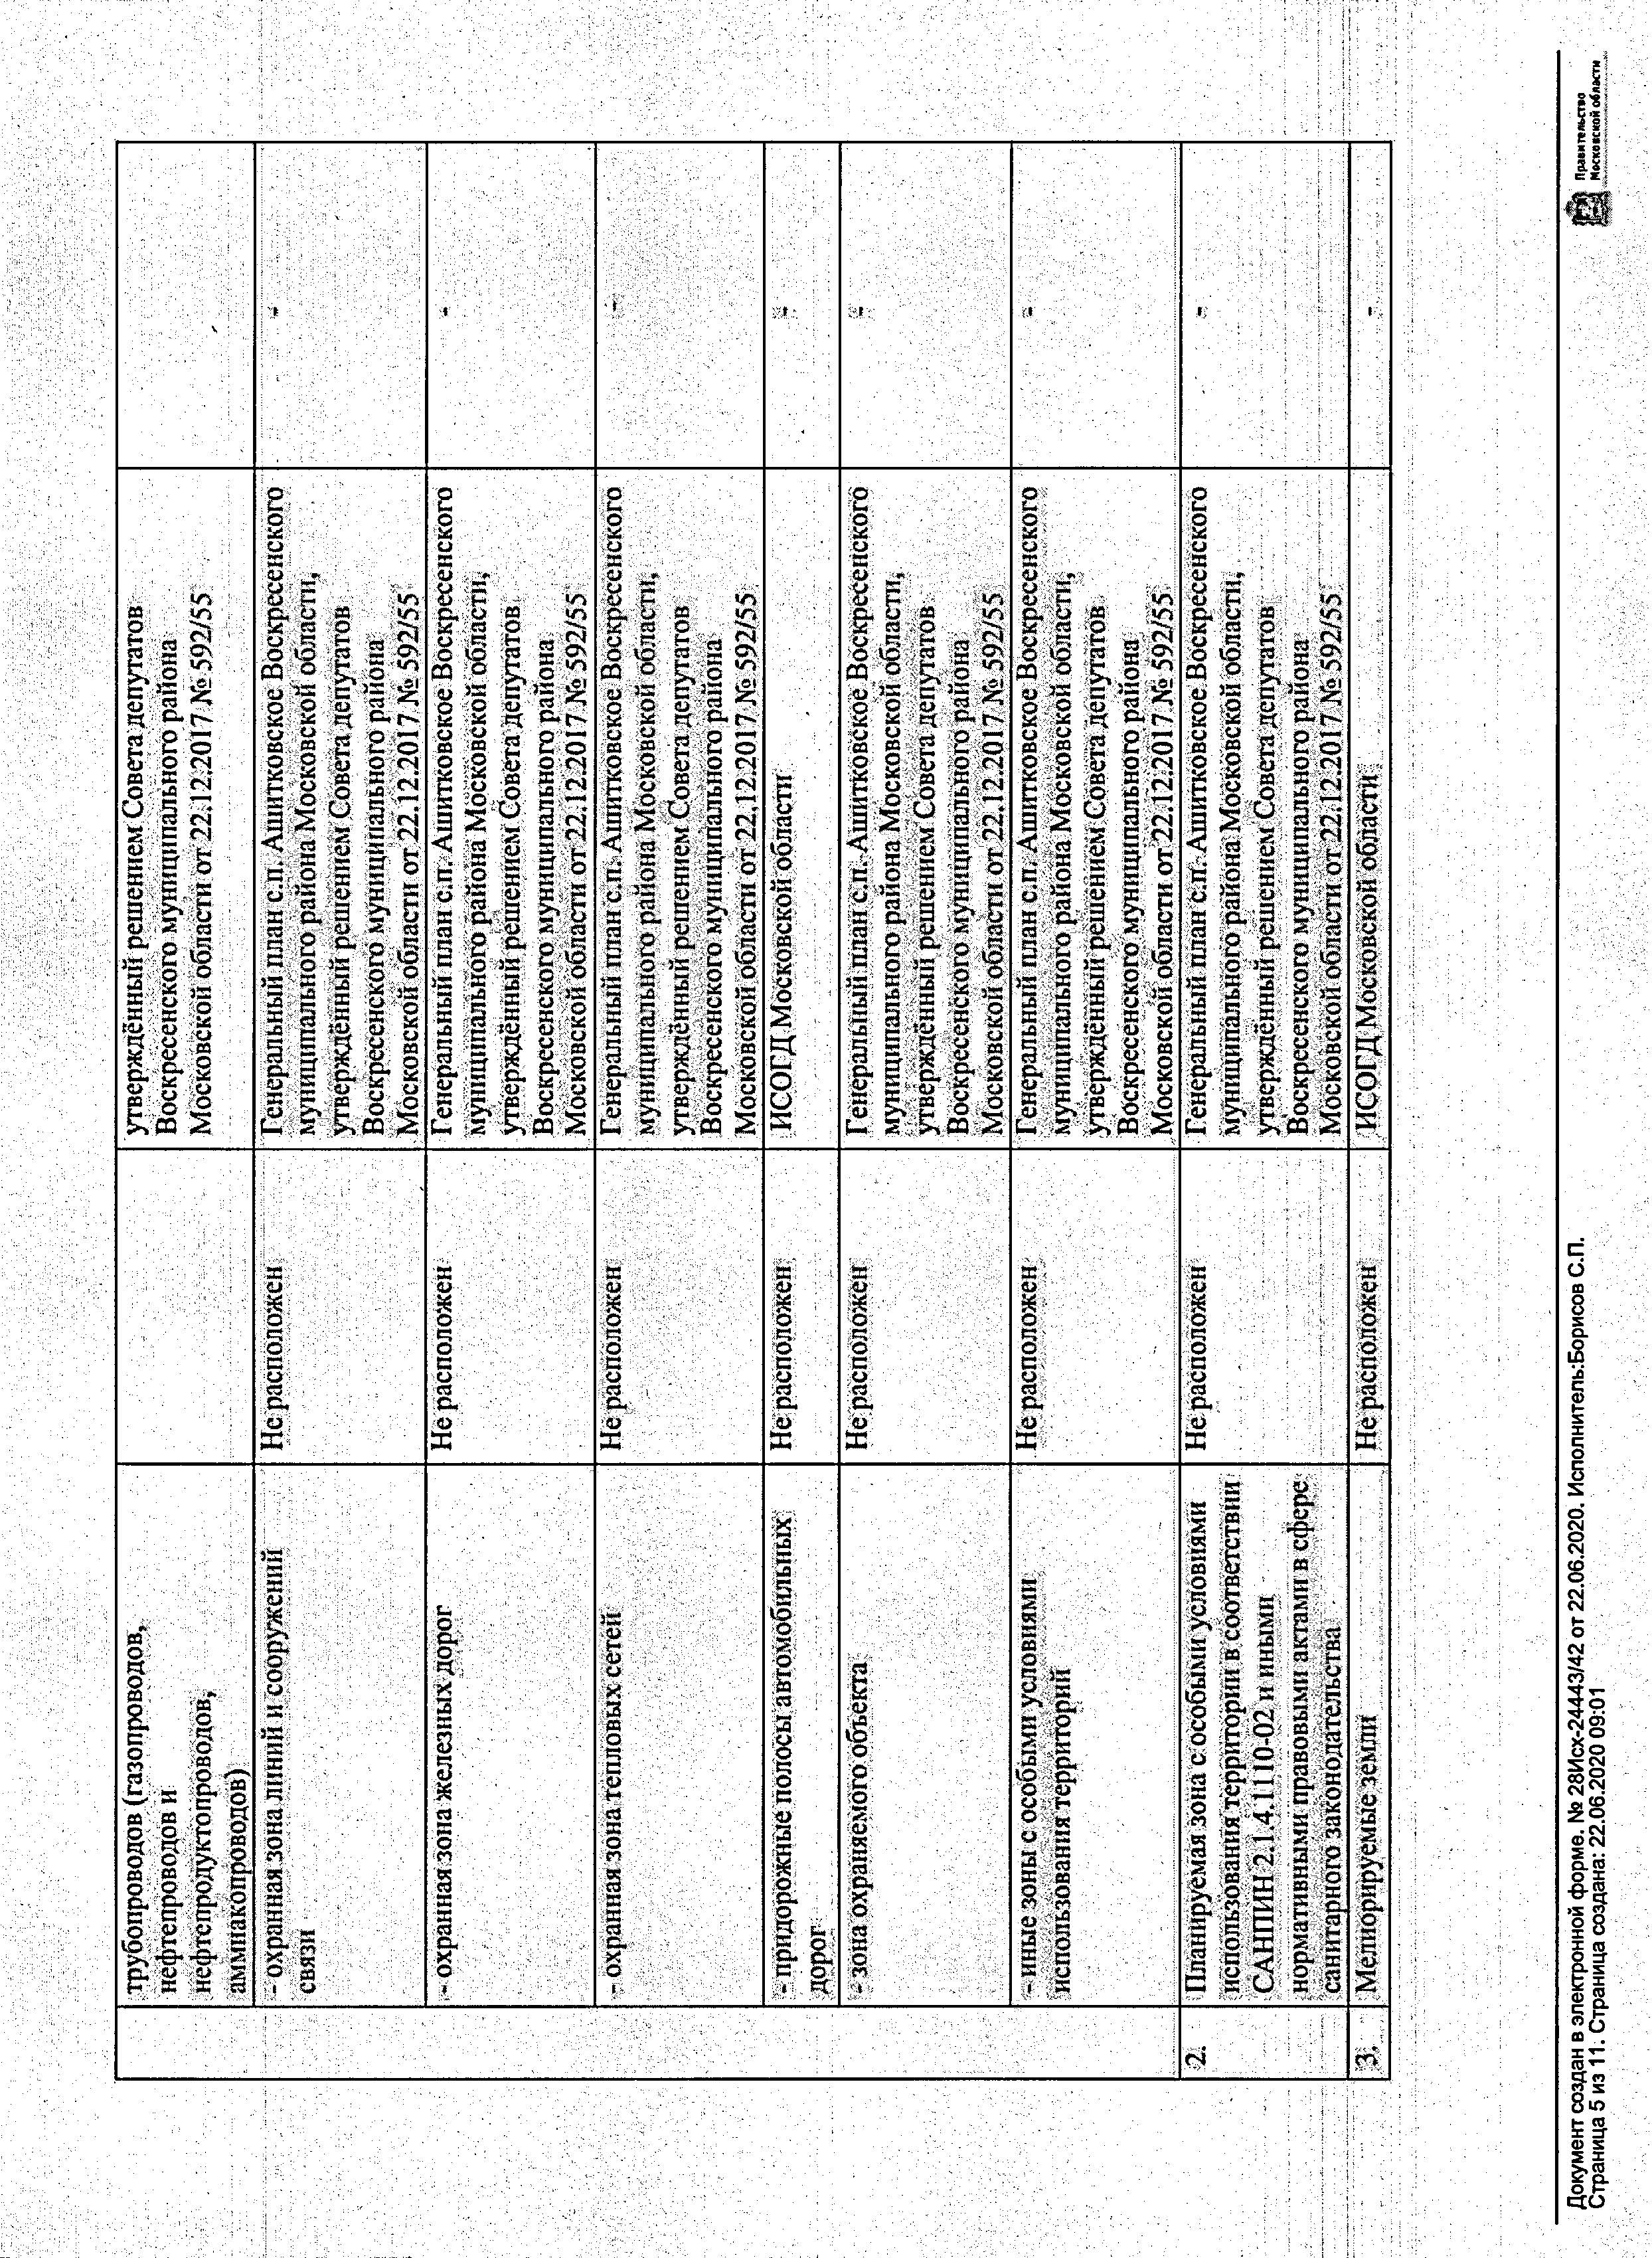 трубопроводов (газопроводов,
нефтепроводов и
нефтепродуктопроводов,
аммиакопроводов)
утверждённый решением Совета депутатов
Воскресенского муниципального района
Московской области от 22.12.2017 № 592/55
- охранная зона линий и сооружений
связи
Не расположен
Генеральный план с.п. Ашитковское Воскресенского
муниципального района Московской области,
утверждённый решением Совета депутатов
Воскресенского муниципального района
Московской области от 22.12.2017 № 592/55
-
- охранная зона железных дорог
Не расположен
Генеральный план с.п. Ашитковское Воскресенского
муниципального района Московской области,
утверждённый решением Совета депутатов
Воскресенского муниципального района
Московской области от 22.12.2017 № 592/55
-
- охранная зона тепловых сетей
Не расположен
Генеральный план с.п. Ашитковское Воскресенского
муниципального района Московской области,
утверждённый решением Совета депутатов
Воскресенского муниципального района
Московской области от 22.12.2017 № 592/55
-
- придорожные полосы автомобильных
дорог
Не расположен
ИСОГД Московской области
-
- зона охраняемого объекта
Не расположен
Генеральный план с.п. Ашитковское Воскресенского
муниципального района Московской области,
утверждённый решением Совета депутатов
Воскресенского муниципального района
Московской области от 22.12.2017 № 592/55
-
- иные зоны с особыми условиями
использования территорий
Не расположен
Генеральный план с.п. Ашитковское Воскресенского
муниципального района Московской области,
утверждённый решением Совета депутатов
Воскресенского муниципального района
Московской области от 22.12.2017 № 592/55
-
2.
Планируемая зона с особыми условиями
использования территории в соответствии
САНПИН 2.1.4.1110-02 и иными
нормативными правовыми актами в сфере
санитарного законодательства
Не расположен
Генеральный план с.п. Ашитковское Воскресенского
муниципального района Московской области,
утверждённый решением Совета депутатов
Воскресенского муниципального района
Московской области от 22.12.2017 № 592/55
-
3.
Мелиорируемые земли
Не расположен
ИСОГД Московской области
-
Документ создан в электронной форме. № 28Исх-24443/42 от 22.06.2020. Исполнитель:Борисов С.П.
Страница 5 из 11. Страница создана: 22.06.2020 09:01
Правительство
Московской области